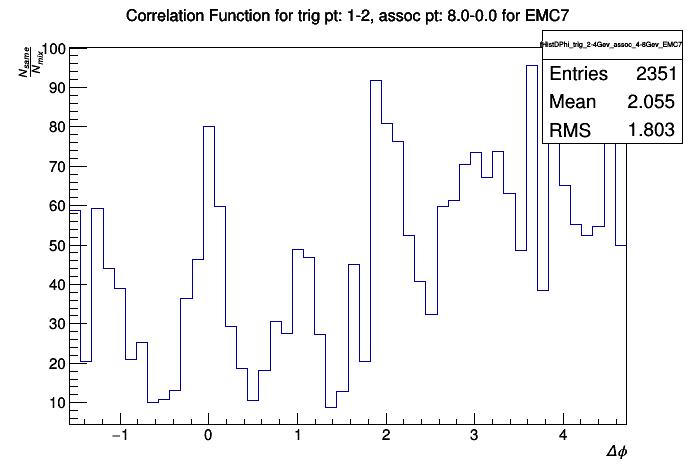 Correlation Function for trig pt: 1-2, assoc pt: 8.0-0.0 for EMC7
HistDPhi_trig_2-4Gev_assoc_4-8Gev_EMC7
Entries 2351
Mean 2.055
RMS 1.803
N_same
N_mix
100
90
80
70
60
50
40
30
20
10
−1 0 1 2 3 4
Δφ